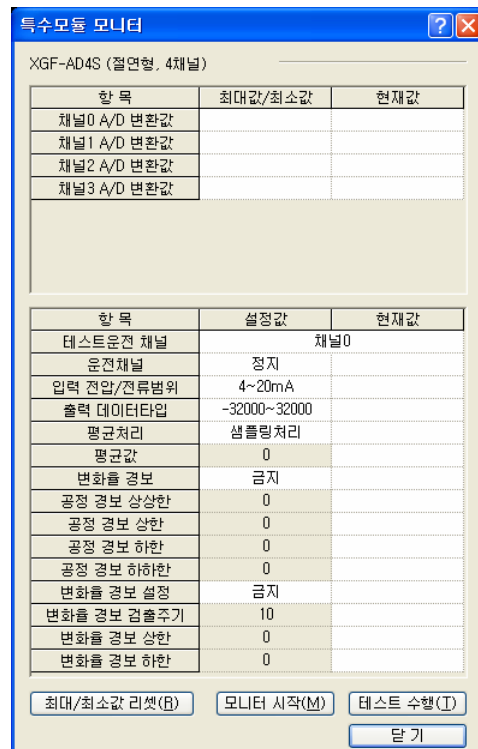 특수모듈 모니터
XGF-AD4S (절연형, 4채널)
항 목 최대값/최소값 현재값
채널0 A/D 변환값
채널1 A/D 변환값
채널2 A/D 변환값
채널3 A/D 변환값
항 목 설정값 현재값
테스트운전 채널 채널0
운전채널 정지
입력 전압/전류범위 4~20mA
출력 데이터타입 -32000~32000
평균처리 샘플링처리
평균값 0
변화율 경보 금지
공정 경보 상상한 0
공정 경보 상한 0
공정 경보 하한 0
공정 경보 하하한 0
변화율 경보 설정 금지
변화율 경보 검출주기 10
변화율 경보 상한 0
변화율 경보 하한 0
최대/최소값 리셋(R) 모니터 시작(M) 테스트 수행(T)
닫 기